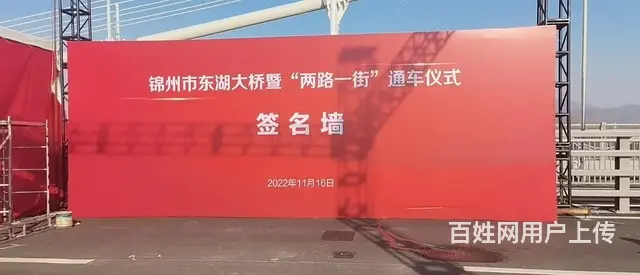 锦州市东湖大桥暨“两路一街”通车仪式
签名墙
2022年11月16日
百姓网用户上传